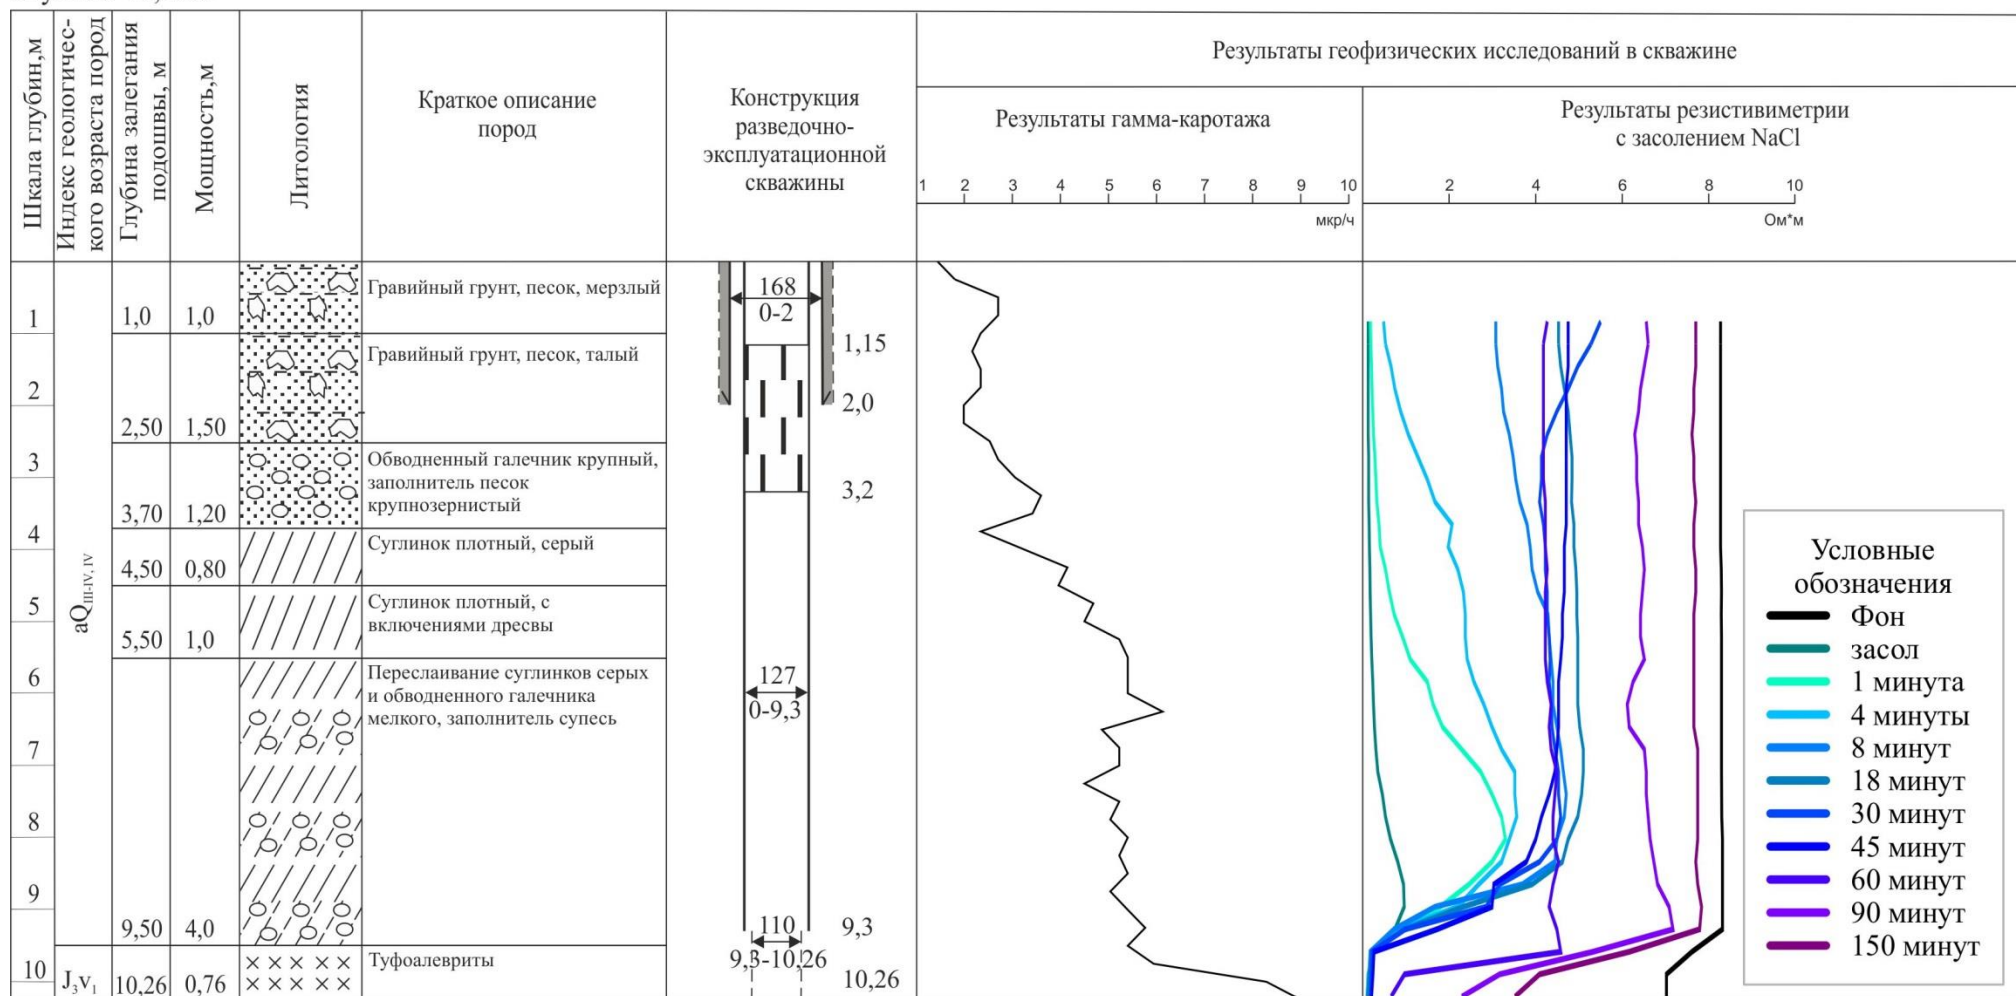 Результаты геофизических исследований в скважине
Шкала глубин,м
Индекс геологичес-
кого возраста пород
Глубина залегания
подошвы, м
Мощность,м
Литология
Краткое описание
пород
Конструкция
разведочно-
эксплуатационной
скважины
Результаты гамма-каротажа
1 2 3 4 5 6 7 8 9 10
мкр/ч
Результаты резистивиметрии
с засолением NaCl
2 4 6 8 10
Ом*м
1
2
3
4
5
6
7
8
9
10
aQIII-IV, IV
J3v1
1,0 1,0 Гравийный грунт, песок, мерзлый
2,50 1,50 Гравийный грунт, песок, талый
3,70 1,20 Обводненный галечник крупный,
заполнитель песок
крупнозернистый
4,50 0,80 Суглинок плотный, серый
5,50 1,0 Суглинок плотный, с
включениями дресвы
9,50 4,0 Переслаивание суглинков серых
и обводненного галечника
мелкого, заполнитель супесь
10,26 0,76 Туфоалевриты
168
0-2
1,15
2,0
3,2
127
0-9,3
110
9,3
9,3-10,26
10,26
Условные
обозначения
Фон
засол
1 минута
4 минуты
8 минут
18 минут
30 минут
45 минут
60 минут
90 минут
150 минут